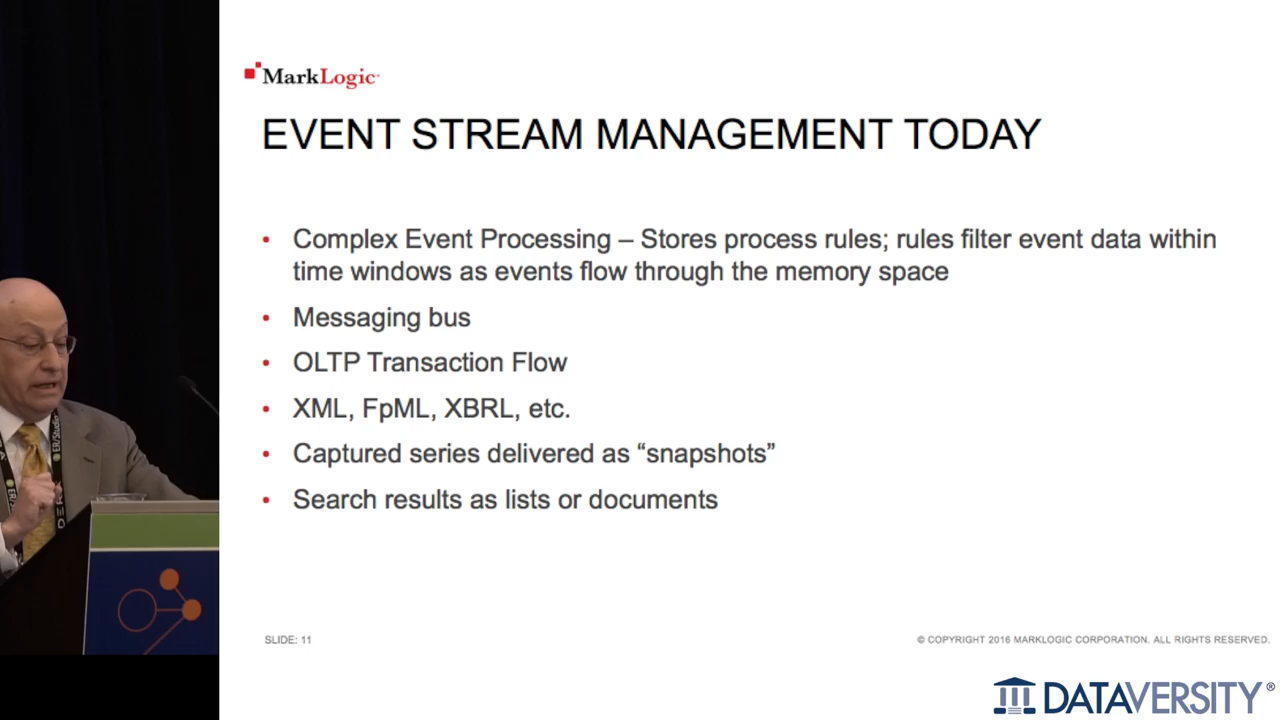 MarkLogic
EVENT STREAM MANAGEMENT TODAY
• Complex Event Processing – Stores process rules; rules filter event data within
time windows as events flow through the memory space
• Messaging bus
• OLTP Transaction Flow
• XML, FpML, XBRL, etc.
• Captured series delivered as “snapshots”
• Search results as lists or documents
SLIDE: 11
© COPYRIGHT 2016 MARKLOGIC CORPORATION. ALL RIGHTS RESERVED.
DATAVERSITY®